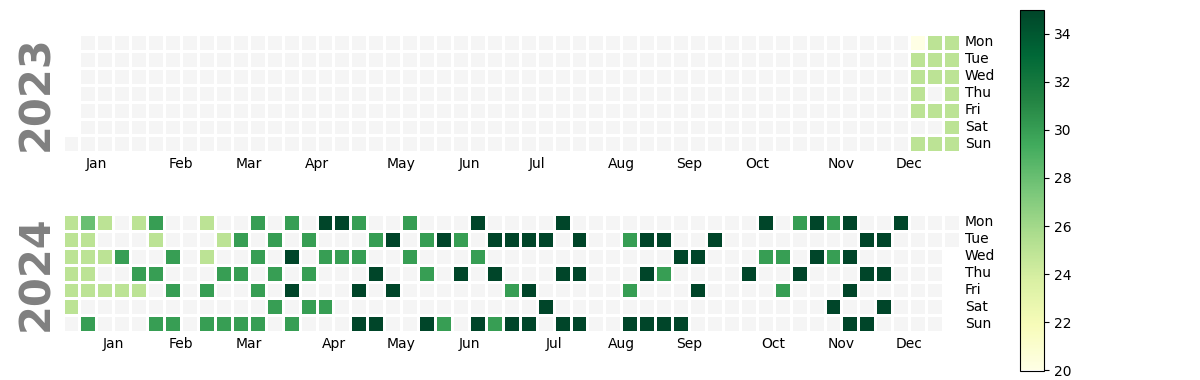 2023
Mon
Tue
Wed
Thu
Fri
Sat
Sun
Jan Feb Mar Apr May Jun Jul Aug Sep Oct Nov Dec
2024
Mon
Tue
Wed
Thu
Fri
Sat
Sun
Jan Feb Mar Apr May Jun Jul Aug Sep Oct Nov Dec
34
32
30
28
26
24
22
20